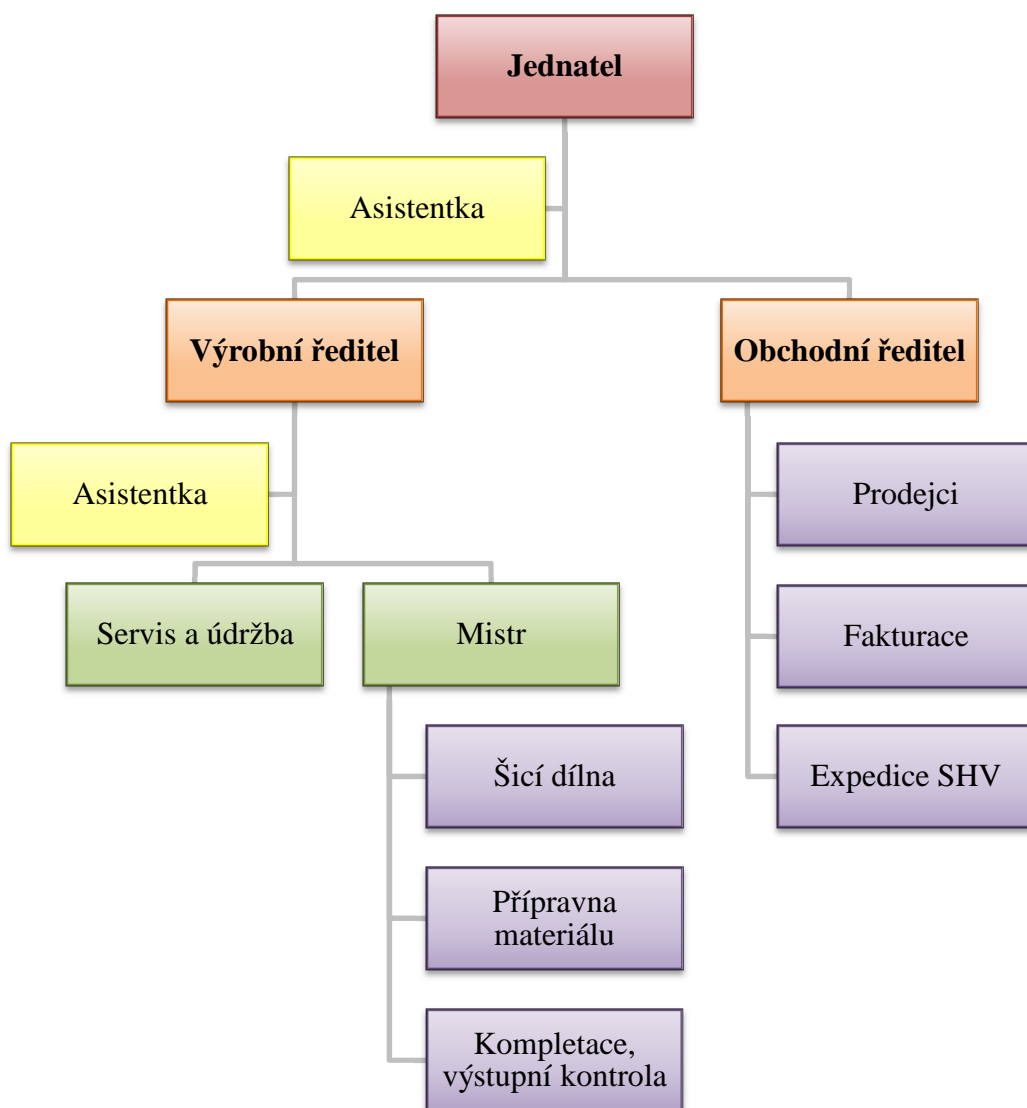 Jednatel
Asistentka
Výrobní ředitel
Obchodní ředitel
Asistentka
Prodejci
Servis a údržba
Mistr
Fakturace
Šicí dílna
Expedice SHV
Přípravna
materiálu
Kompletace,
výstupní kontrola